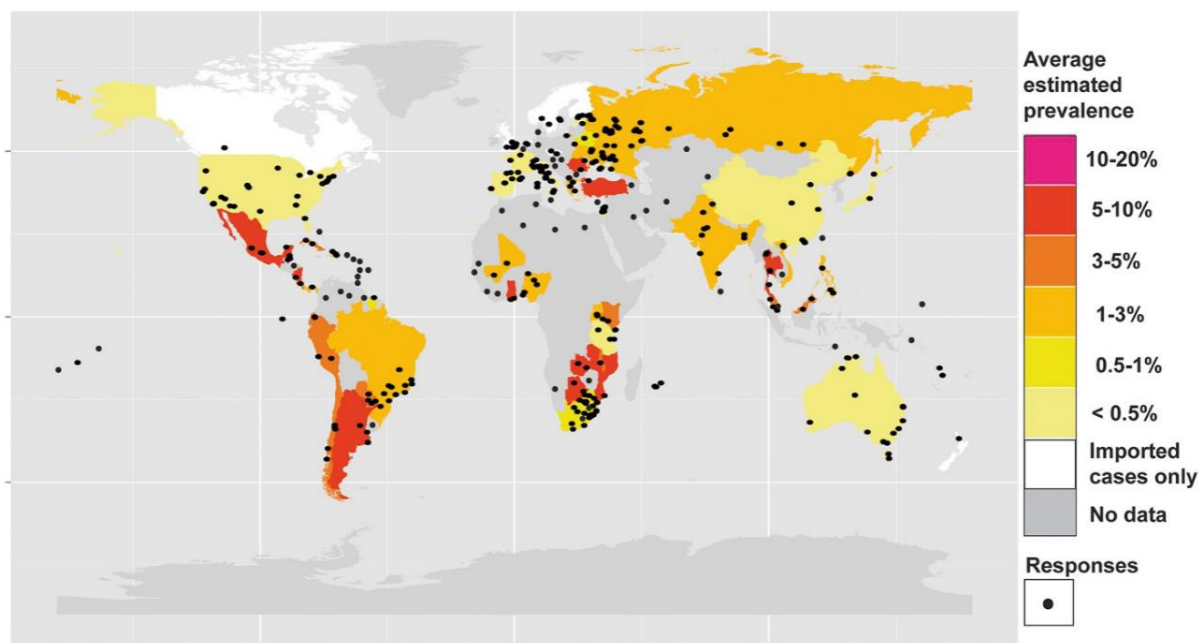 Average
estimated
prevalence
10-20%
5-10%
3-5%
1-3%
0.5-1%
< 0.5%
Imported
cases only
No data
Responses